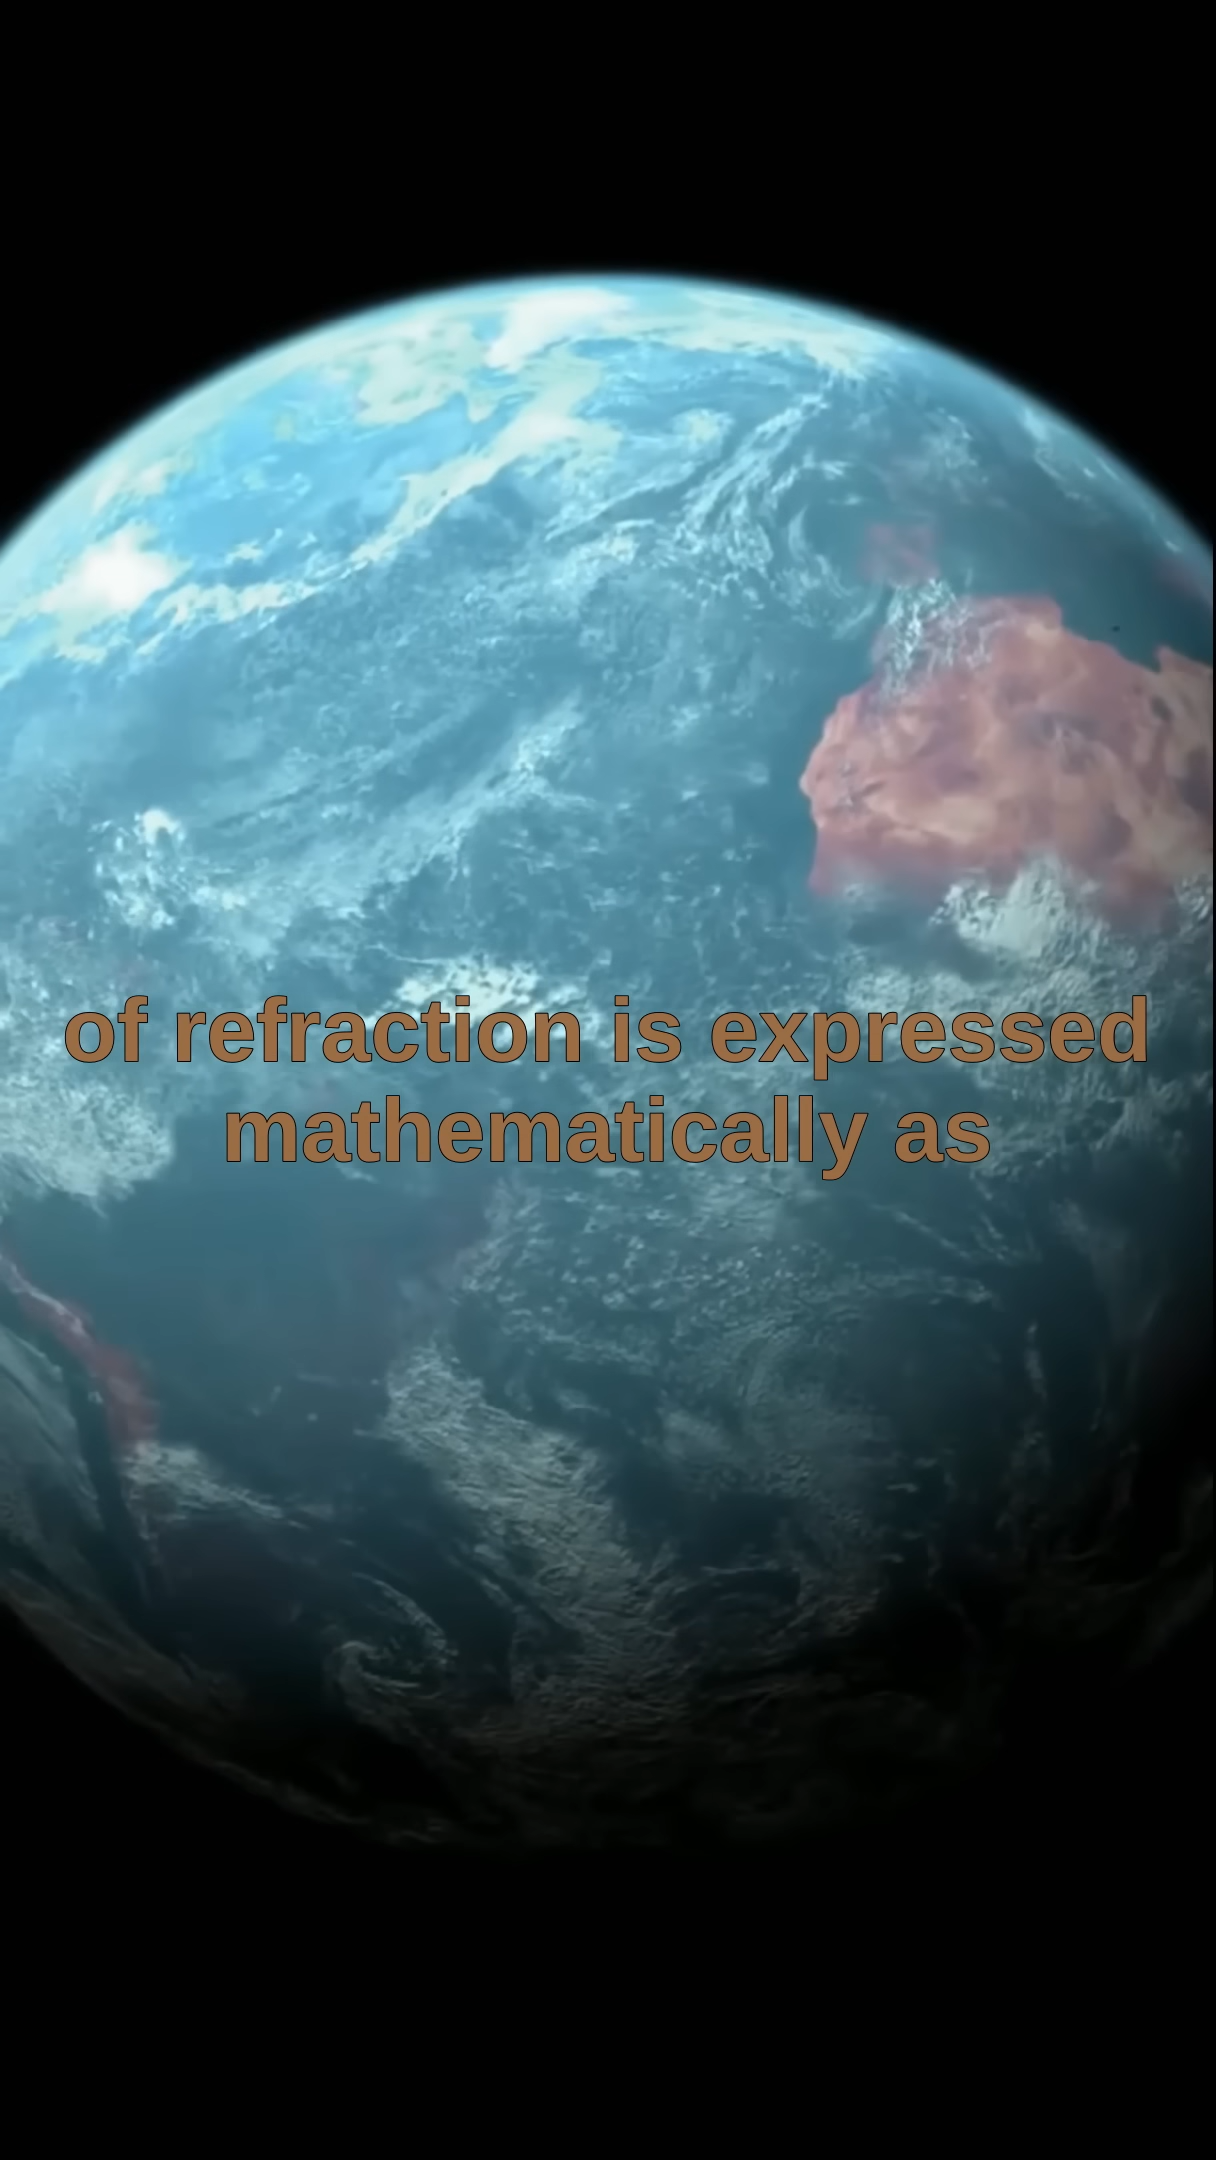 of refraction is expressed
mathematically as